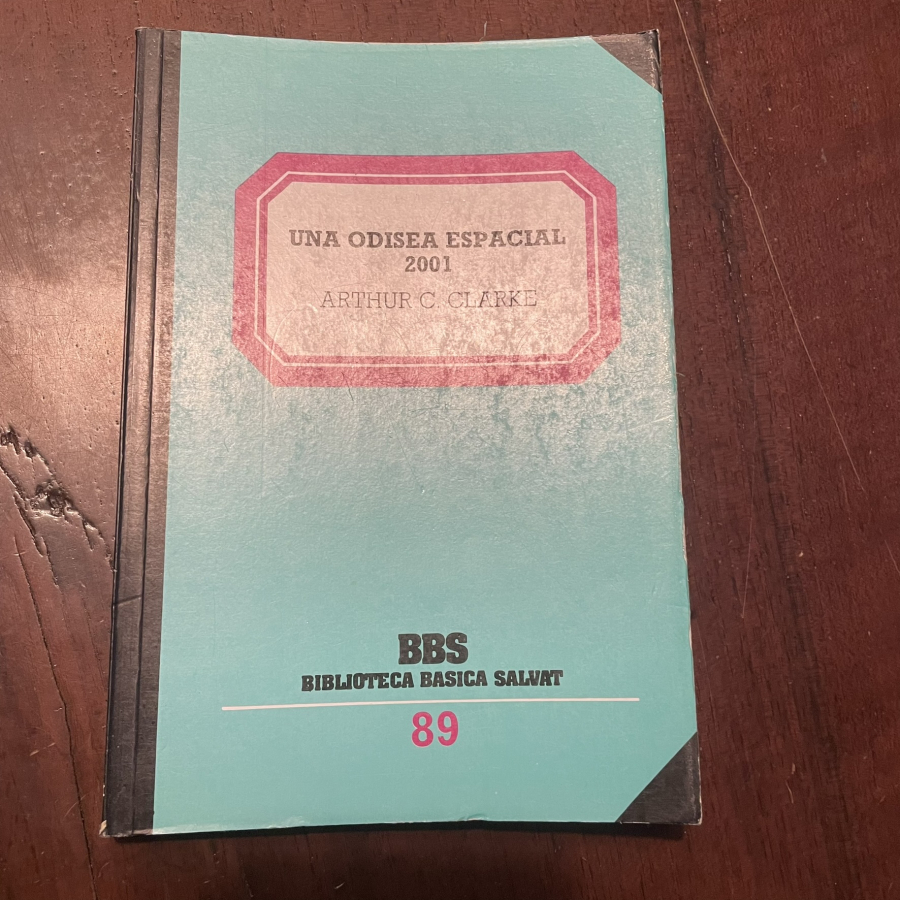 UNA ODISEA ESPACIAL
2001
ARTHUR C. CLARKE
BBS
BIBLIOTECA BASICA SALVAT
89